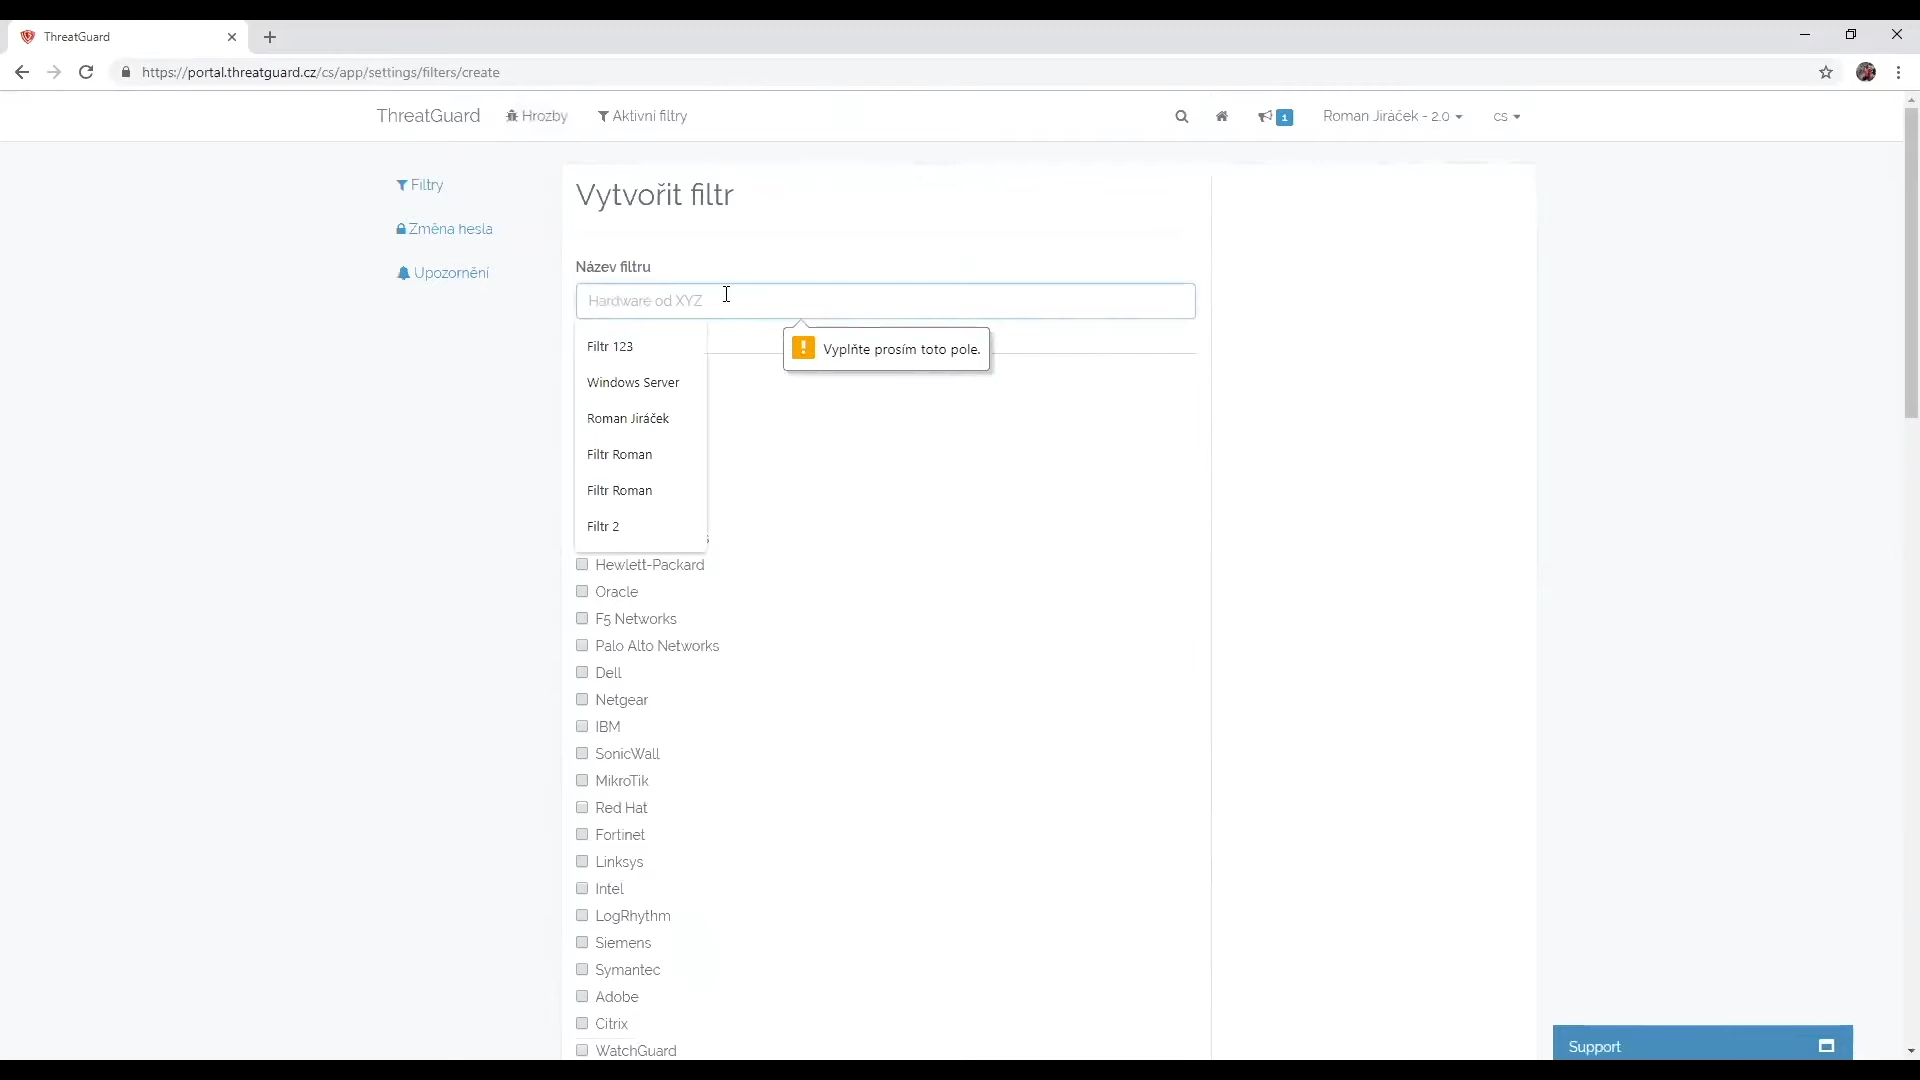 ThreatGuard
https://portal.threatguard.cz/cs/app/settings/filters/create
ThreatGuard Hrozby Aktivní filtry 1 Roman Jiráček - 2.0 cs
Filtry
Změna hesla
Upozornění
Vytvořit filtr
Název filtru
Hardware od XYZ
Vyplňte prosím toto pole.
Filtr 123
Windows Server
Roman Jiráček
Filtr Roman
Filtr Roman
Filtr 2
Hewlett-Packard
Oracle
F5 Networks
Palo Alto Networks
Dell
Netgear
IBM
SonicWall
MikroTik
Red Hat
Fortinet
Linksys
Intel
LogRhythm
Siemens
Symantec
Adobe
Citrix
WatchGuard
Support